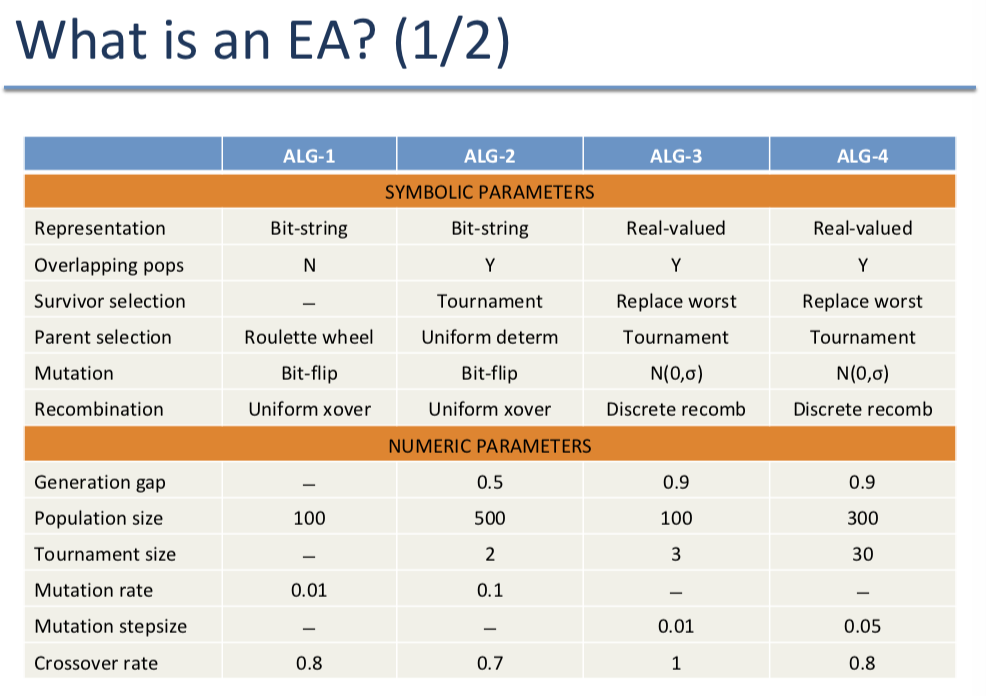 What is an EA? (1/2)
ALG-1 ALG-2 ALG-3 ALG-4
SYMBOLIC PARAMETERS
Representation Bit-string Bit-string Real-valued Real-valued
Overlapping pops N Y Y Y
Survivor selection – Tournament Replace worst Replace worst
Parent selection Roulette wheel Uniform determ Tournament Tournament
Mutation Bit-flip Bit-flip N(0,σ) N(0,σ)
Recombination Uniform xover Uniform xover Discrete recomb Discrete recomb
NUMERIC PARAMETERS
Generation gap – 0.5 0.9 0.9
Population size 100 500 100 300
Tournament size – 2 3 30
Mutation rate 0.01 0.1 – –
Mutation stepsize – – 0.01 0.05
Crossover rate 0.8 0.7 1 0.8